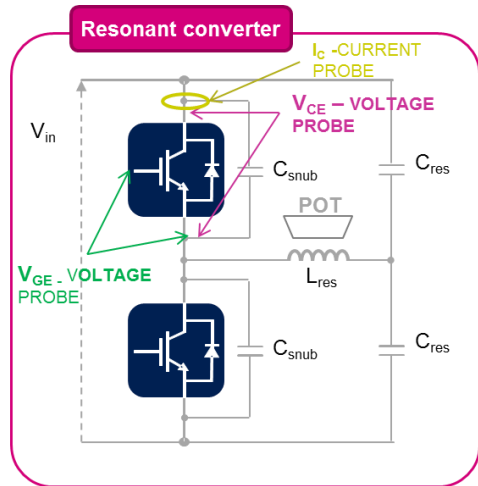 Resonant converter
I_C -CURRENT
PROBE
V_CE – VOLTAGE
PROBE
V_in
C_snub
C_res
POT
L_res
V_GE - VOLTAGE
PROBE
C_snub
C_res